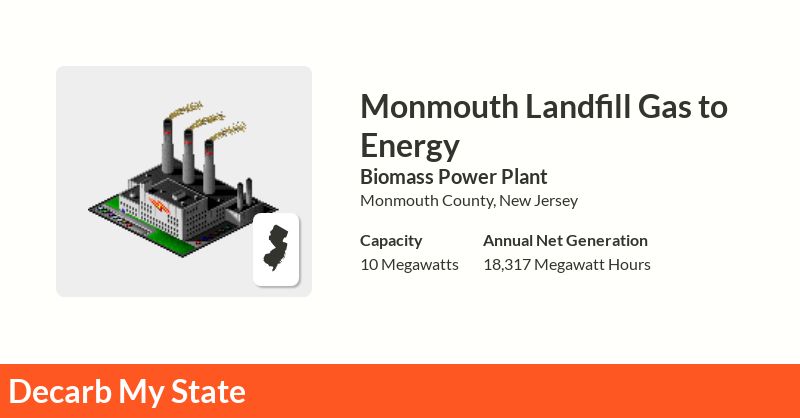 Monmouth Landfill Gas to
Energy
Biomass Power Plant
Monmouth County, New Jersey
Capacity
Annual Net Generation
10 Megawatts
18,317 Megawatt Hours
Decarb My State